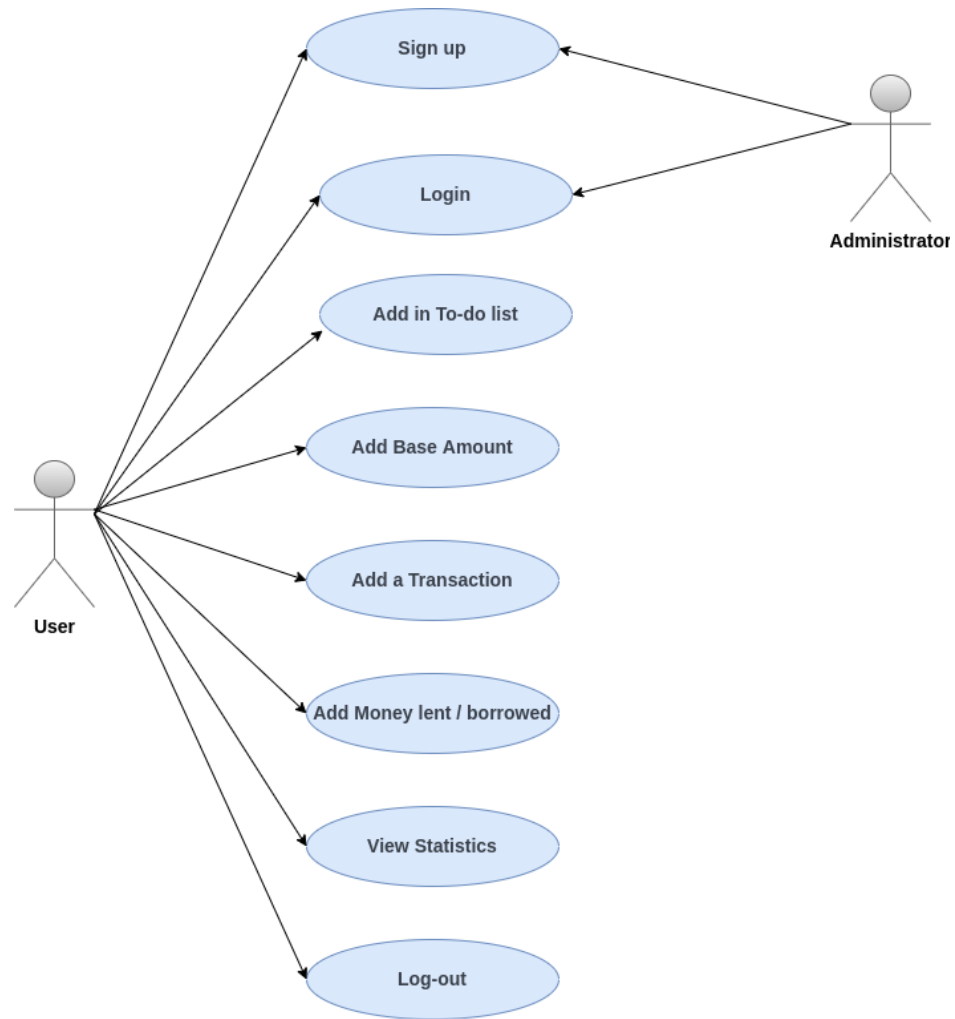 Sign up
Login
Administrator
Add in To-do list
Add Base Amount
Add a Transaction
User
Add Money lent / borrowed
View Statistics
Log-out